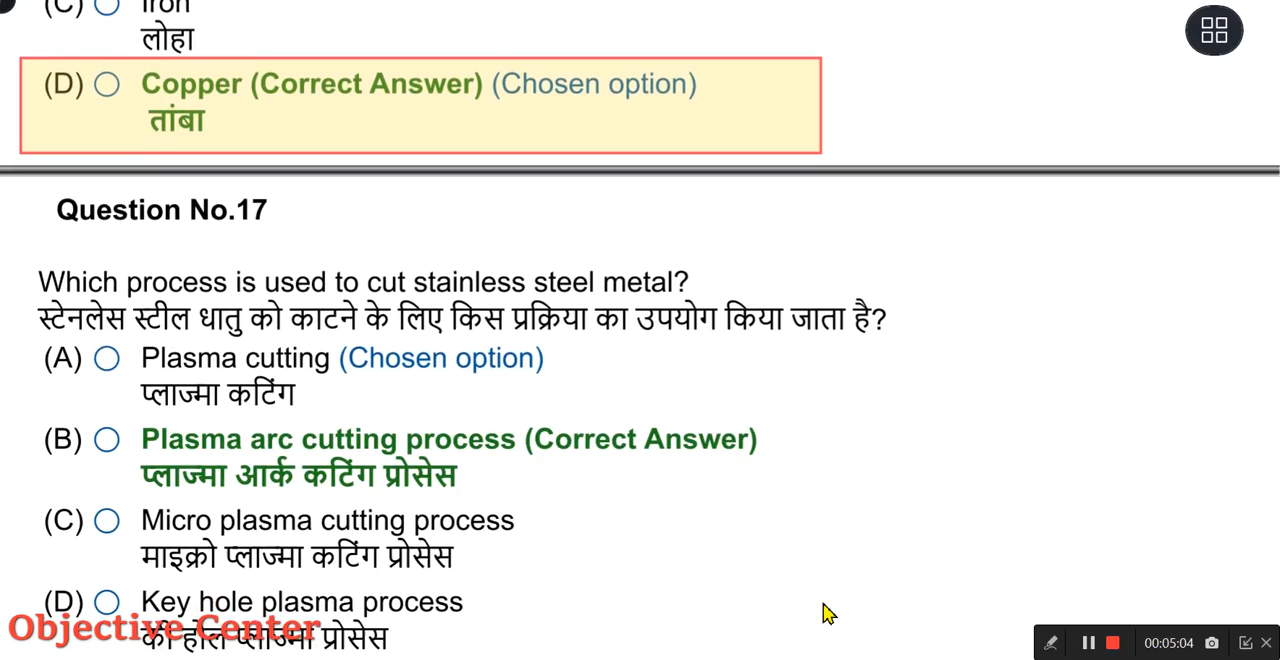 (C) Iron
लोहा
(D) Copper (Correct Answer) (Chosen option)
तांबा
Question No.17
Which process is used to cut stainless steel metal?
स्टेनलेस स्टील धातु को काटने के लिए किस प्रक्रिया का उपयोग किया जाता है?
(A) Plasma cutting (Chosen option)
प्लाज्मा कटिंग
(B) Plasma arc cutting process (Correct Answer)
प्लाज्मा आर्क कटिंग प्रोसेस
(C) Micro plasma cutting process
माइक्रो प्लाज्मा कटिंग प्रोसेस
(D) Key hole plasma process
की होल प्लाज्मा प्रोसेस
Objective Center
00:05:04